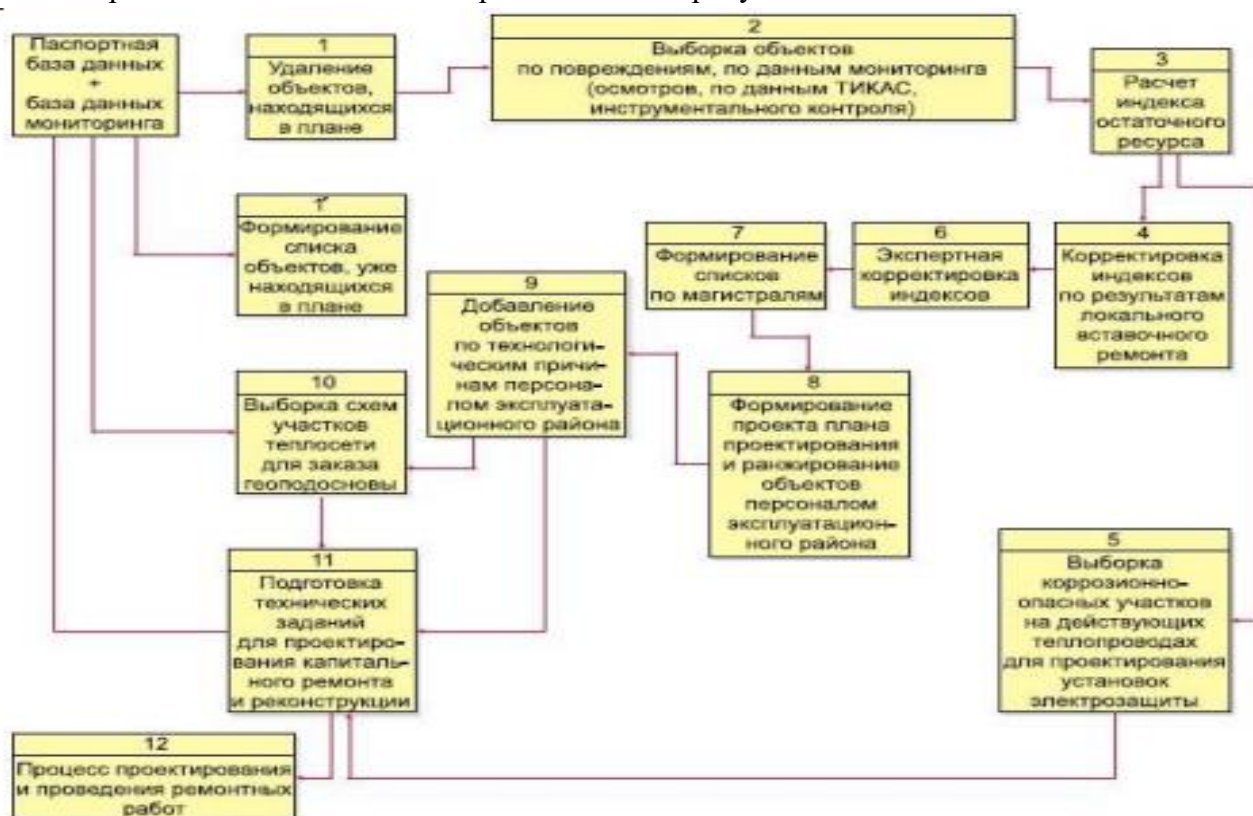 Паспортная
база данных
+
база данных
мониторинга
1
Удаление
объектов,
находящихся
в плане
2
Выборка объектов
по повреждениям, по данным мониторинга
(осмотров, по данным ТИКАС,
инструментального контроля)
3
Расчет
индекса
остаточного
ресурса
1'
Формирование
списка
объектов, уже
находящихся
в плане
4
Корректировка
индексов
по результатам
локального
вставочного
ремонта
6
Экспертная
корректировка
индексов
7
Формирование
списков
по магистралям
9
Добавление
объектов
по технологи-
ческим причи-
нам персона-
лом эксплуата-
ционного района
8
Формирование
проекта плана
проектирования
и ранжирование
объектов
персоналом
эксплуатацион-
ного района
10
Выборка схем
участков
теплосети
для заказа
геоподосновы
11
Подготовка
технических
заданий
для проектиро-
вания капиталь-
ного ремонта
и реконструкции
5
Выборка
коррозионно-
опасных участков
на действующих
теплопроводах
для проектирования
установок
электрозащиты
12
Процесс проектирования
и проведения ремонтных
работ